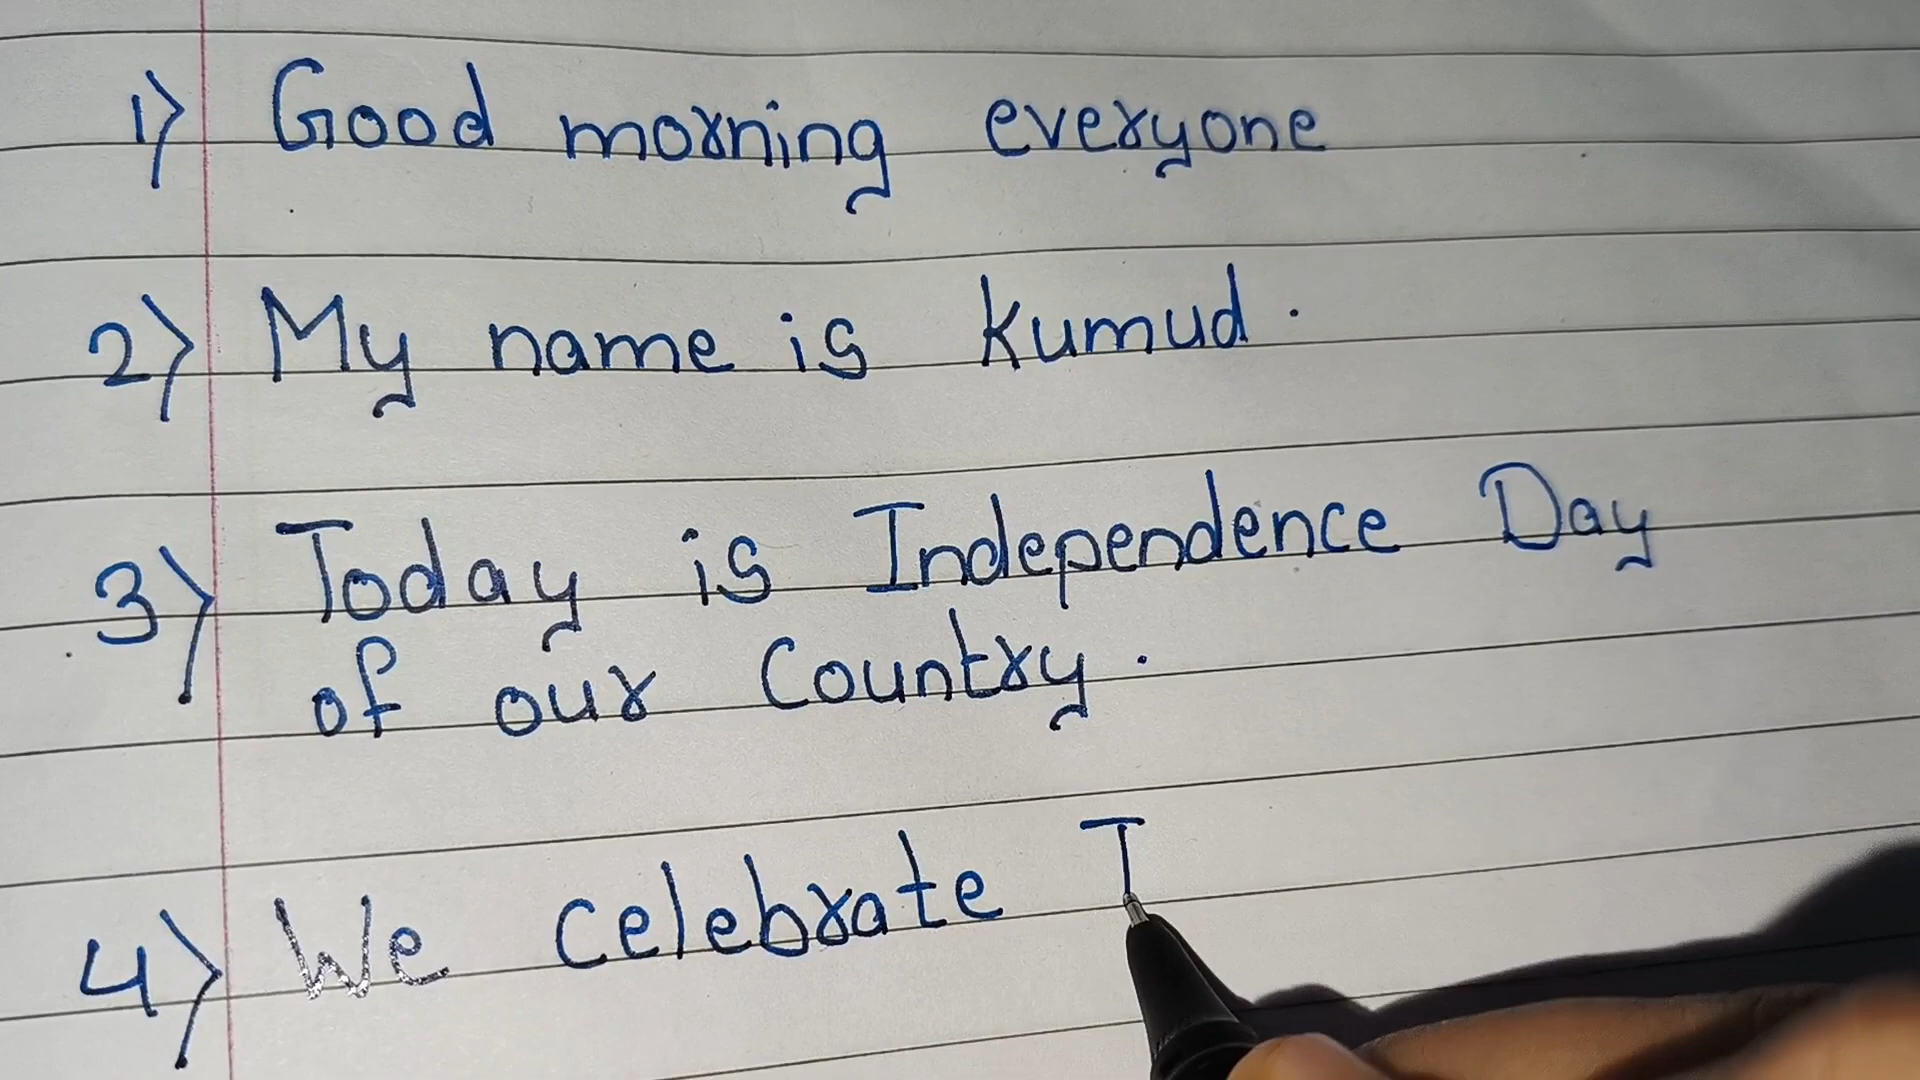 1) Good morning everyone
2) My name is Kumud.
3) Today is Independence Day
of our Country.
4) We celebrate I